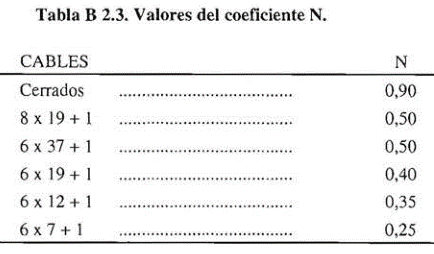 Tabla B 2.3. Valores del coeficiente N.
CABLES N
Cerrados ..................................... 0,90
8 x 19 + 1 ..................................... 0,50
6 x 37 + 1 ..................................... 0,50
6 x 19 + 1 ..................................... 0,40
6 x 12 + 1 ..................................... 0,35
6 x 7 + 1 ..................................... 0,25